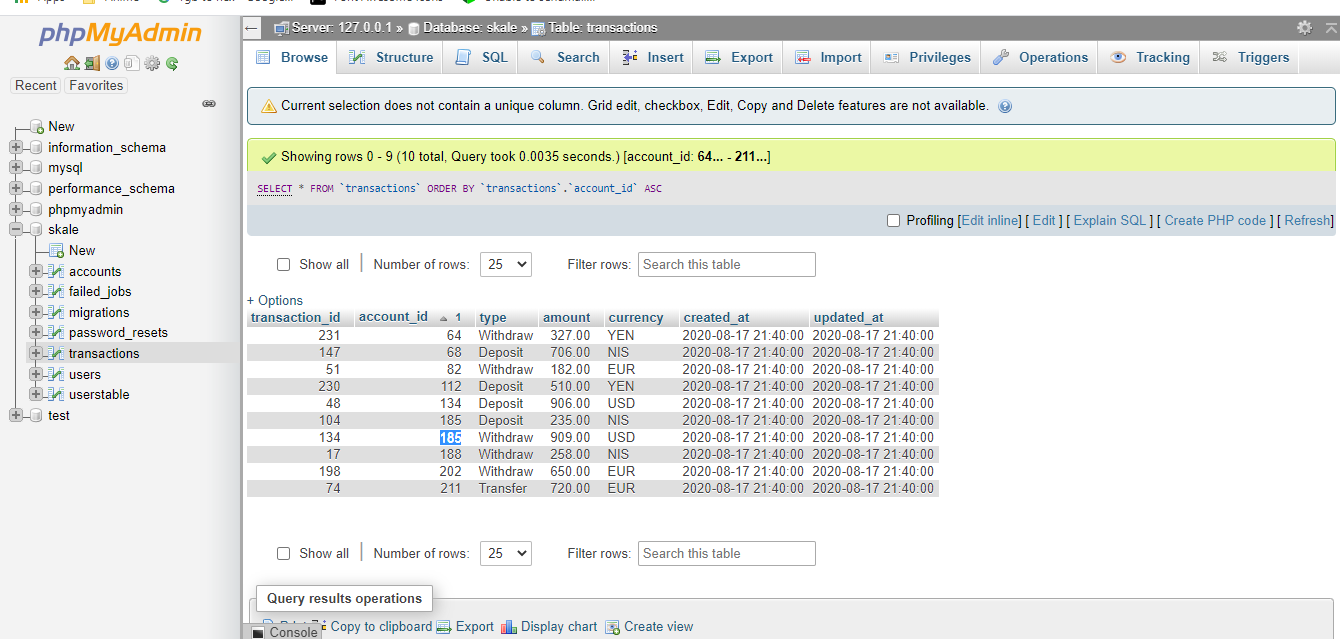 phpMyAdmin
Recent Favorites
New
information_schema
mysql
performance_schema
phpmyadmin
skale
New
accounts
failed_jobs
migrations
password_resets
transactions
users
userstable
test
Server: 127.0.0.1 » Database: skale » Table: transactions
Browse Structure SQL Search Insert Export Import Privileges Operations Tracking Triggers
Current selection does not contain a unique column. Grid edit, checkbox, Edit, Copy and Delete features are not available.
Showing rows 0 - 9 (10 total, Query took 0.0035 seconds.) [account_id: 64... - 211...]
SELECT * FROM `transactions` ORDER BY `transactions`.`account_id` ASC
Profiling [Edit inline] [ Edit ] [ Explain SQL ] [ Create PHP code ] [ Refresh]
Show all | Number of rows: 25 Filter rows: Search this table
+ Options
transaction_id account_id 1 type amount currency created_at updated_at
231 64 Withdraw 327.00 YEN 2020-08-17 21:40:00 2020-08-17 21:40:00
147 68 Deposit 706.00 NIS 2020-08-17 21:40:00 2020-08-17 21:40:00
51 82 Withdraw 182.00 EUR 2020-08-17 21:40:00 2020-08-17 21:40:00
230 112 Deposit 510.00 YEN 2020-08-17 21:40:00 2020-08-17 21:40:00
48 134 Deposit 906.00 USD 2020-08-17 21:40:00 2020-08-17 21:40:00
104 185 Deposit 235.00 NIS 2020-08-17 21:40:00 2020-08-17 21:40:00
134 185 Withdraw 909.00 USD 2020-08-17 21:40:00 2020-08-17 21:40:00
17 188 Withdraw 258.00 NIS 2020-08-17 21:40:00 2020-08-17 21:40:00
198 202 Withdraw 650.00 EUR 2020-08-17 21:40:00 2020-08-17 21:40:00
74 211 Transfer 720.00 EUR 2020-08-17 21:40:00 2020-08-17 21:40:00
Show all | Number of rows: 25 Filter rows: Search this table
Query results operations
Copy to clipboard Export Display chart Create view
Console